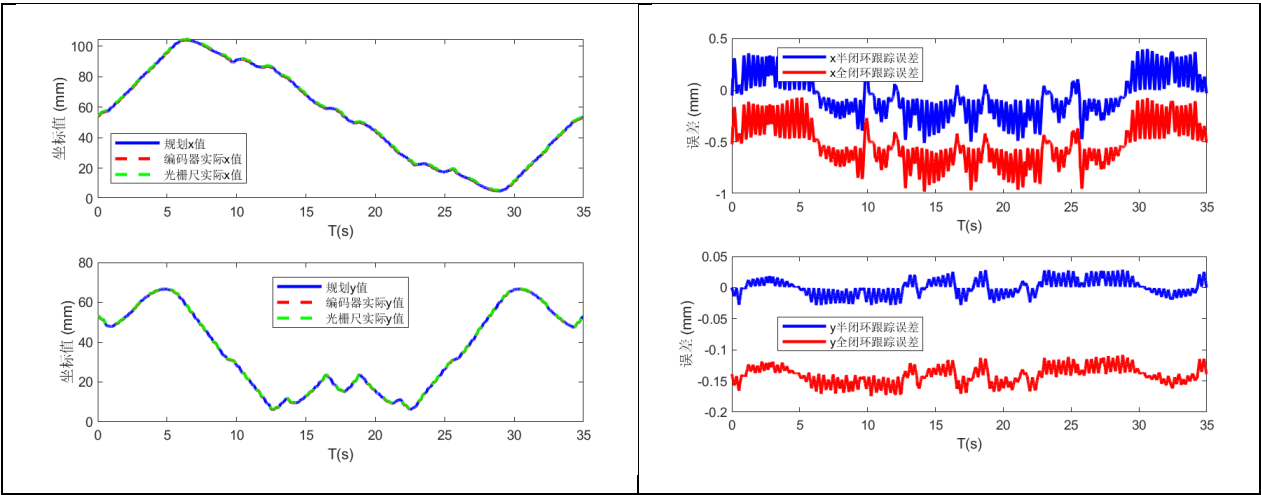 100
80
60
40
20
0
坐标值 (mm)
规划x值
编码器实际x值
光栅尺实际x值
0 5 10 15 20 25 30 35
T(s)
80
60
40
20
0
坐标值 (mm)
规划y值
编码器实际y值
光栅尺实际y值
0 5 10 15 20 25 30 35
T(s)
0.5
0
-0.5
-1
误差 (mm)
x半闭环跟踪误差
x全闭环跟踪误差
0 5 10 15 20 25 30 35
T(s)
0.05
0
-0.05
-0.1
-0.15
-0.2
误差 (mm)
y半闭环跟踪误差
y全闭环跟踪误差
0 5 10 15 20 25 30 35
T(s)